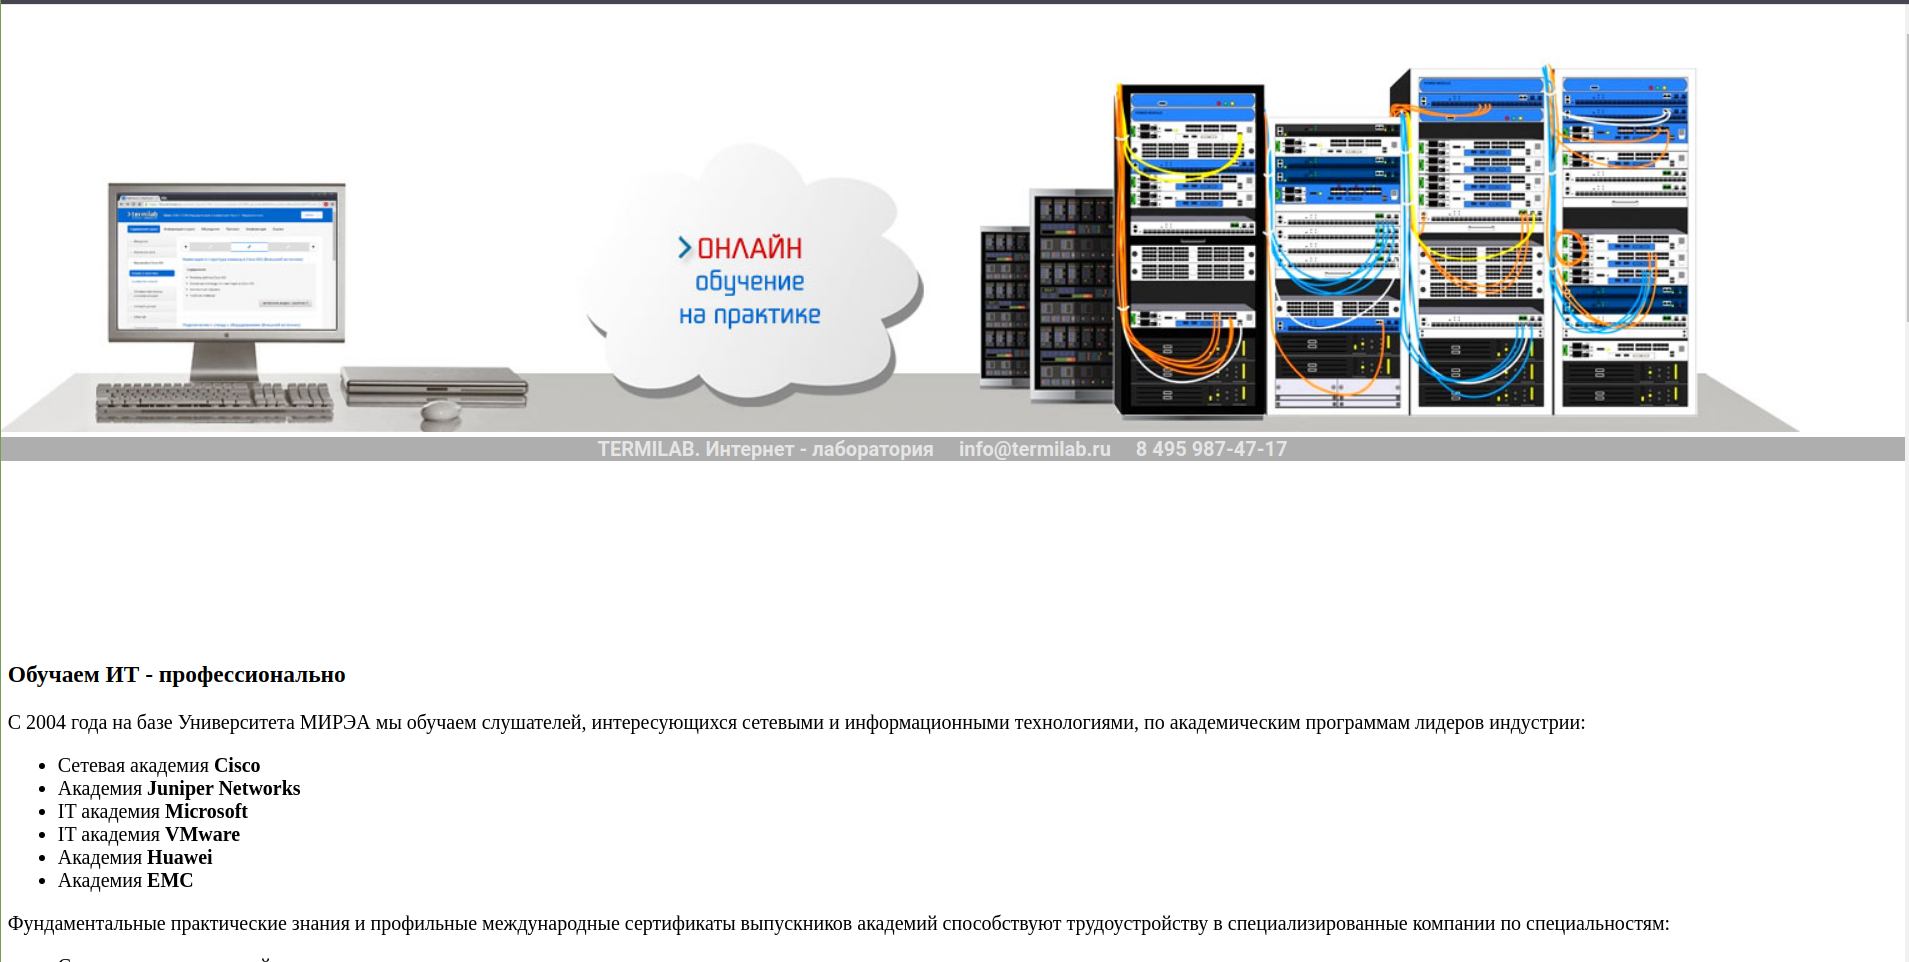 ОНЛАЙН
обучение
на практике
termilab
TERMILAB. Интернет - лаборатория info@termilab.ru 8 495 987-47-17
Обучаем ИТ - профессионально
С 2004 года на базе Университета МИРЭА мы обучаем слушателей, интересующихся сетевыми и информационными технологиями, по академическим программам лидеров индустрии:
Сетевая академия Cisco
Академия Juniper Networks
IT академия Microsoft
IT академия VMware
Академия Huawei
Академия EMC
Фундаментальные практические знания и профильные международные сертификаты выпускников академий способствуют трудоустройству в специализированные компании по специальностям: